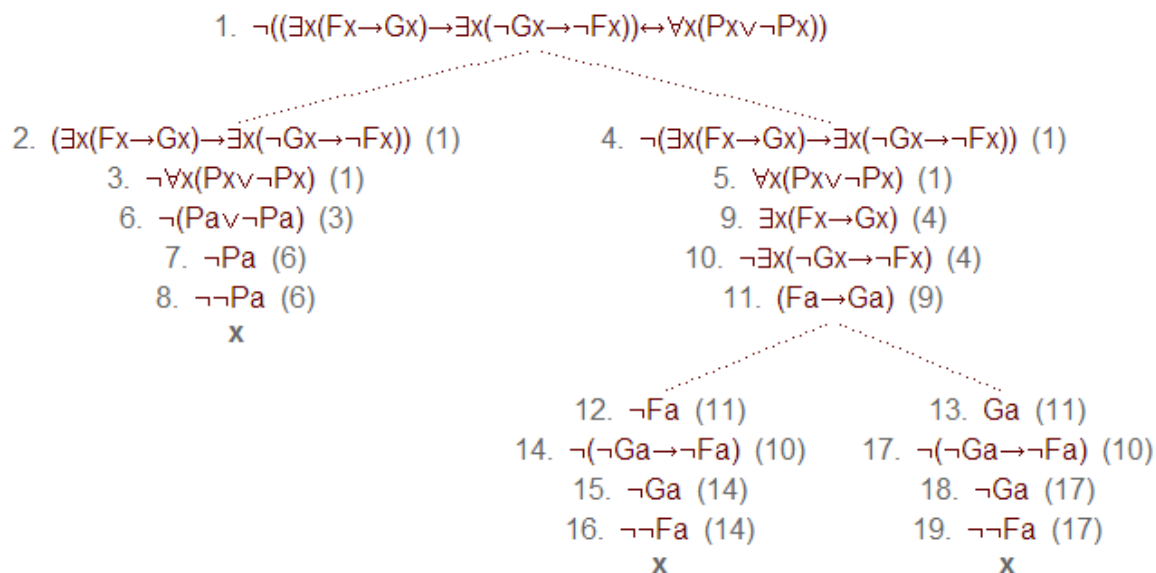 1. ¬((∃x(Fx→Gx)→∃x(¬Gx→¬Fx))↔∀x(Px∨¬Px))
2. (∃x(Fx→Gx)→∃x(¬Gx→¬Fx)) (1)
3. ¬∀x(Px∨¬Px) (1)
6. ¬(Pa∨¬Pa) (3)
7. ¬Pa (6)
8. ¬¬Pa (6)
x
4. ¬(∃x(Fx→Gx)→∃x(¬Gx→¬Fx)) (1)
5. ∀x(Px∨¬Px) (1)
9. ∃x(Fx→Gx) (4)
10. ¬∃x(¬Gx→¬Fx) (4)
11. (Fa→Ga) (9)
12. ¬Fa (11)
14. ¬(¬Ga→¬Fa) (10)
15. ¬Ga (14)
16. ¬¬Fa (14)
x
13. Ga (11)
17. ¬(¬Ga→¬Fa) (10)
18. ¬Ga (17)
19. ¬¬Fa (17)
x